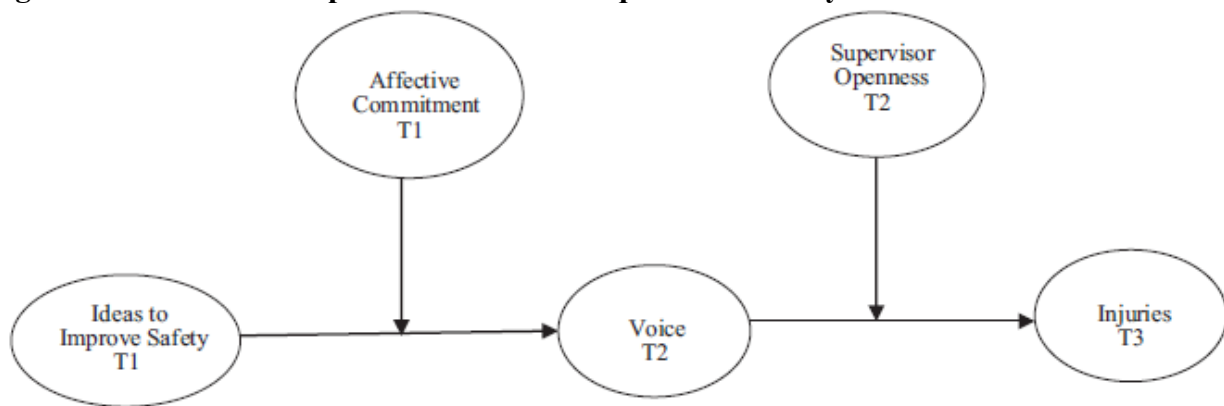 Affective
Commitment
T1
Supervisor
Openness
T2
Ideas to
Improve Safety
T1
Voice
T2
Injuries
T3